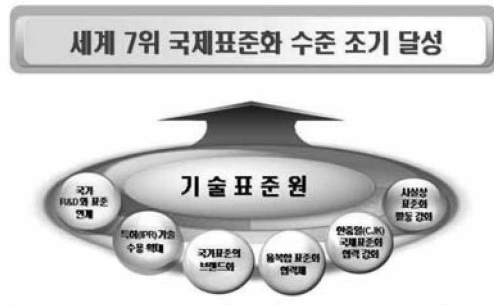 세계 7위 국제표준화 수준 조기 달성
기술표준원
국가
R&D와 표준
연계
특허(IPR)기술
수용 확대
국가표준의
브랜드화
융복합 표준화
협력체
한중일(CJK)
국제표준화
협력 강화
사실상
표준화
활동 강화